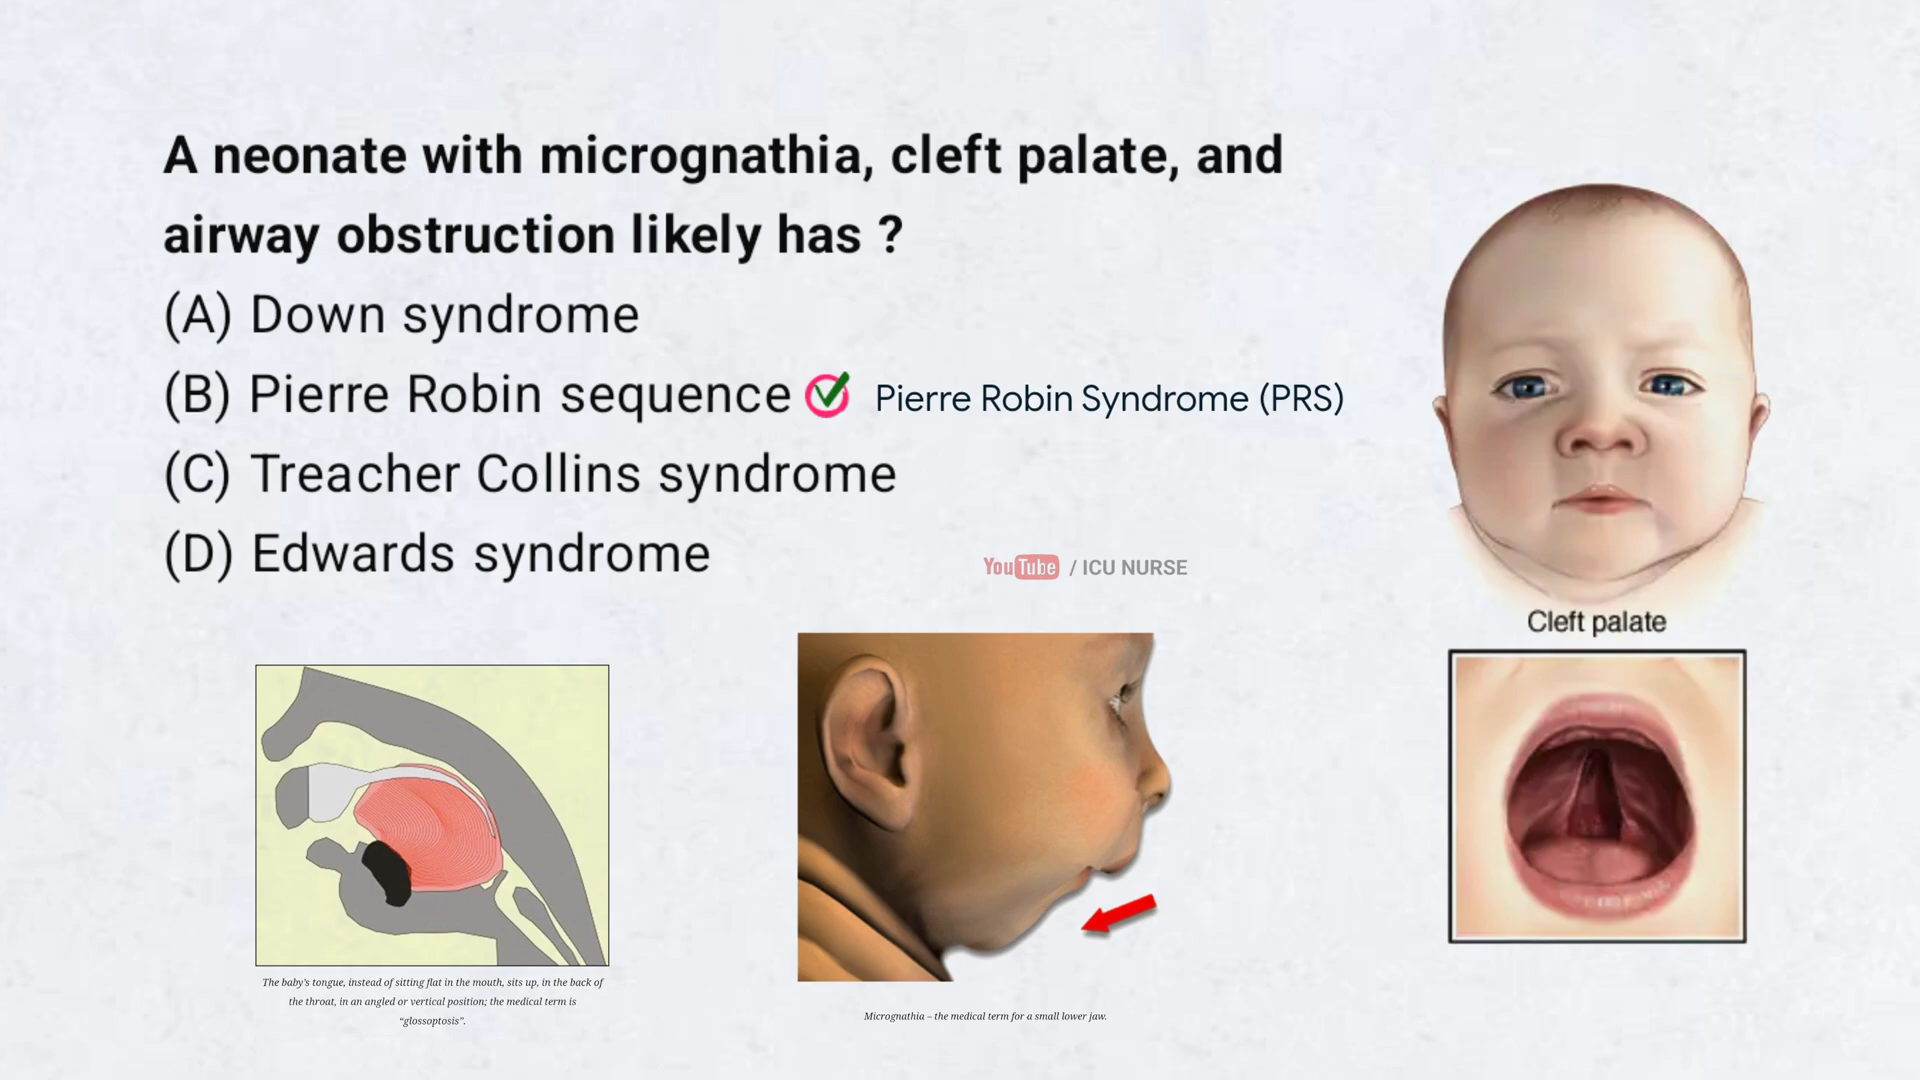 A neonate with micrognathia, cleft palate, and
airway obstruction likely has ?
(A) Down syndrome
(B) Pierre Robin sequence Pierre Robin Syndrome (PRS)
(C) Treacher Collins syndrome
(D) Edwards syndrome
YouTube / ICU NURSE
Cleft palate
The baby's tongue, instead of sitting flat in the mouth, sits up, in the back of
the throat, in an angled or vertical position; the medical term is
“glossoptosis”.
Micrognathia – the medical term for a small lower jaw.